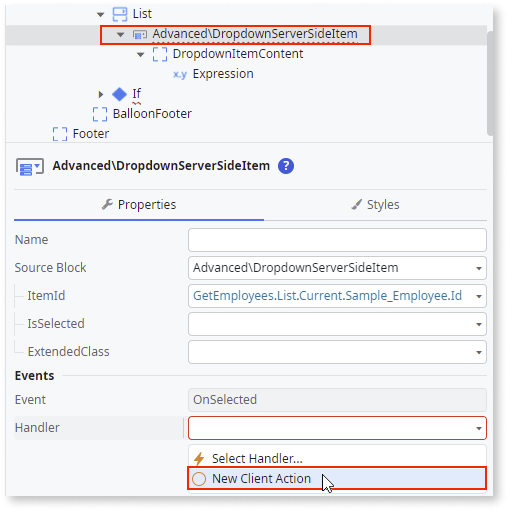 List
Advanced\DropdownServerSideItem
DropdownItemContent
x.y Expression
If
BalloonFooter
Footer
Advanced\DropdownServerSideItem ?
Properties Styles
Name
Source Block Advanced\DropdownServerSideItem
ItemId GetEmployees.List.Current.Sample_Employee.Id
IsSelected
ExtendedClass
Events
Event OnSelected
Handler
Select Handler...
New Client Action